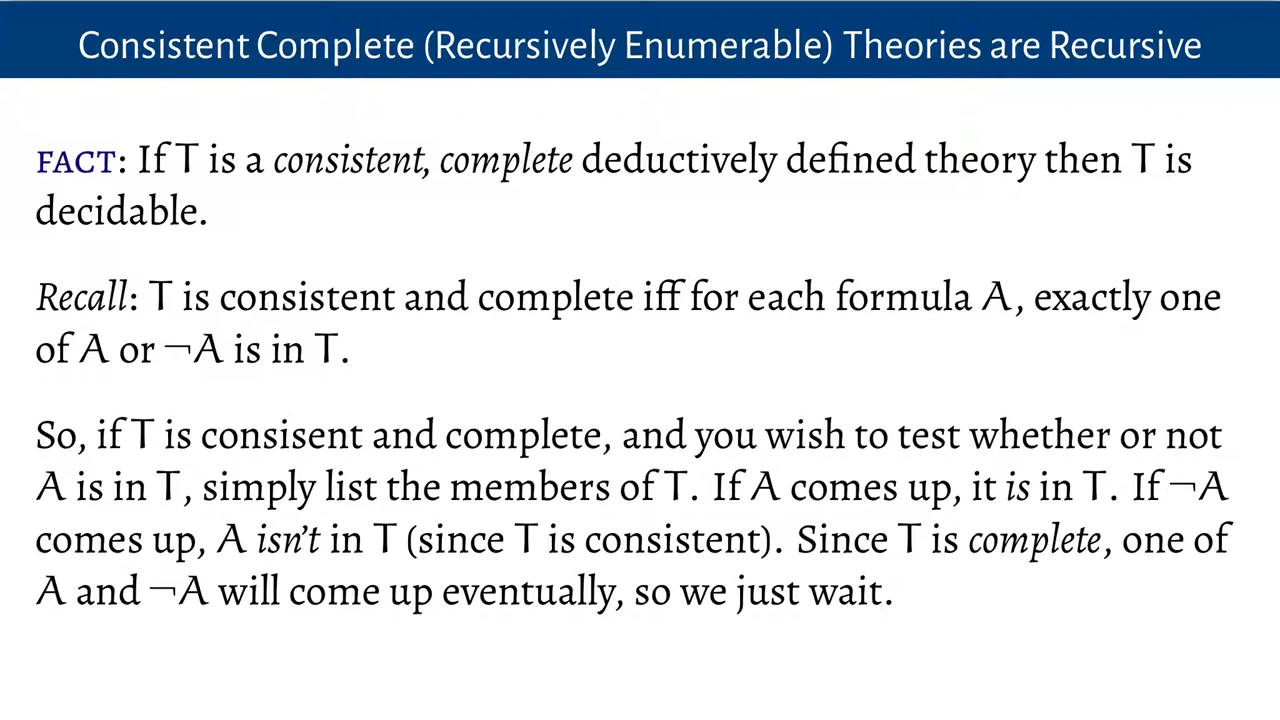 Consistent Complete (Recursively Enumerable) Theories are Recursive
FACT: If T is a consistent, complete deductively defined theory then T is
decidable.
Recall: T is consistent and complete iff for each formula A, exactly one
of A or ¬A is in T.
So, if T is consisent and complete, and you wish to test whether or not
A is in T, simply list the members of T. If A comes up, it is in T. If ¬A
comes up, A isn't in T (since T is consistent). Since T is complete, one of
A and ¬A will come up eventually, so we just wait.